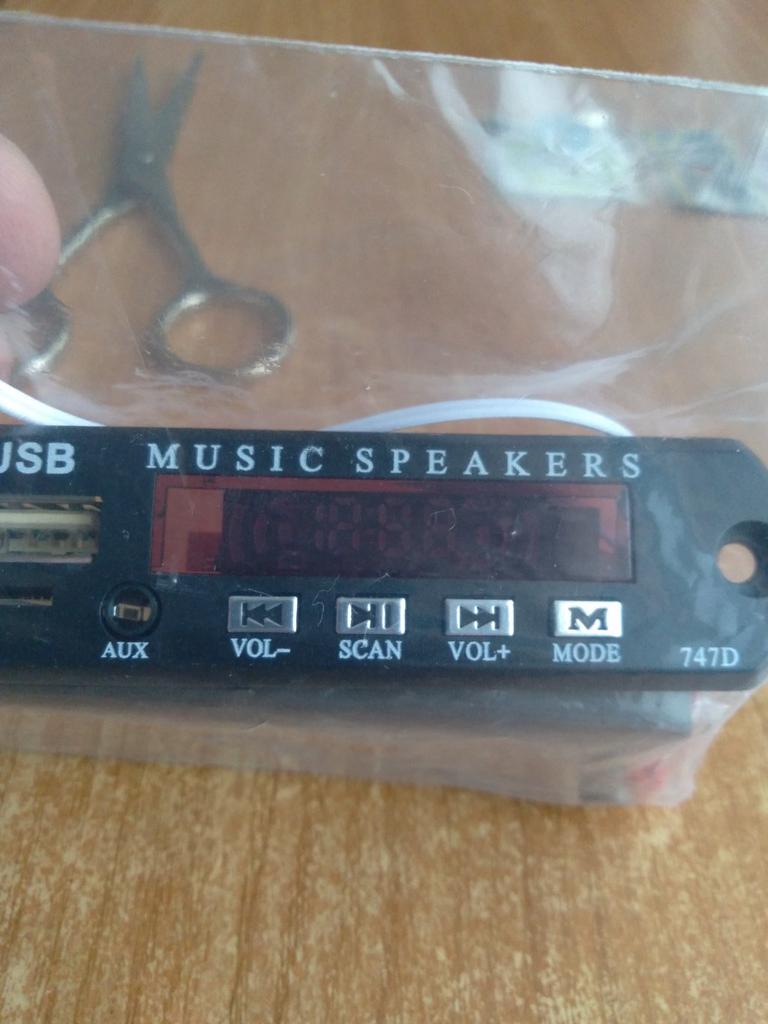 USB
MUSIC SPEAKERS
M
AUX
VOL-
SCAN
VOL+
MODE
747D